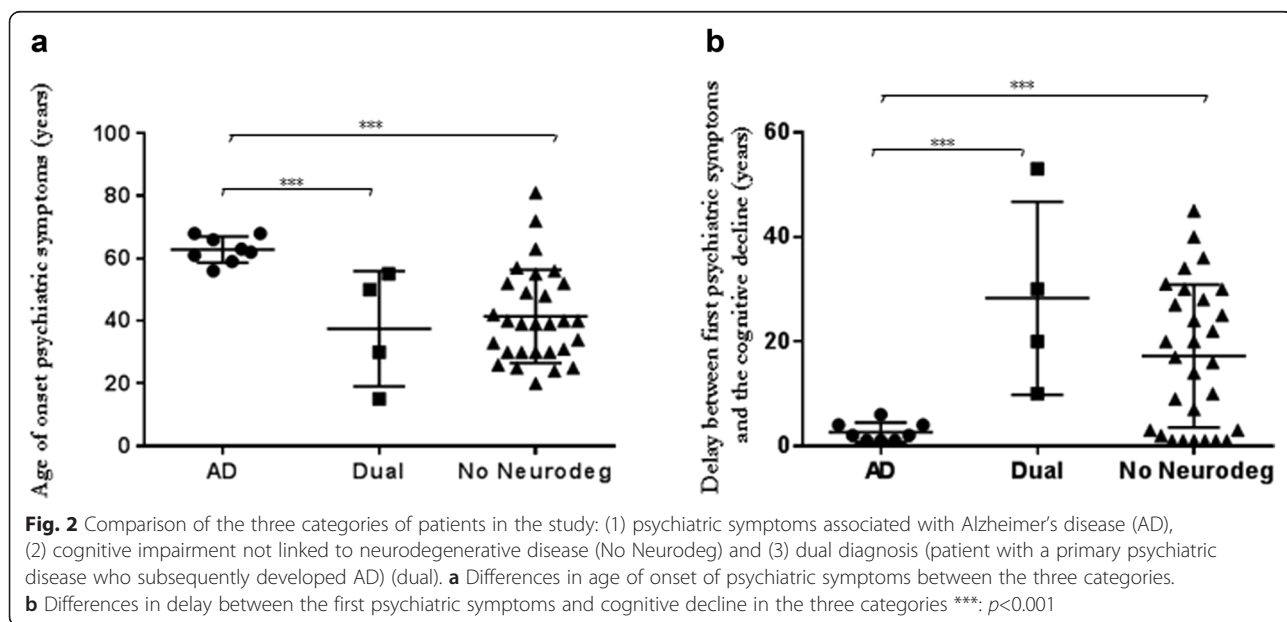 a
Age of onset psychiatric symptoms (years)
100
80
60
40
20
0
***
***
AD
Dual
No Neurodeg
b
Delay between first psychiatric symptoms
and the cognitive decline (years)
60
40
20
0
***
***
AD
Dual
No Neurodeg
Fig. 2 Comparison of the three categories of patients in the study: (1) psychiatric symptoms associated with Alzheimer's disease (AD),
(2) cognitive impairment not linked to neurodegenerative disease (No Neurodeg) and (3) dual diagnosis (patient with a primary psychiatric
disease who subsequently developed AD) (dual). a Differences in age of onset of psychiatric symptoms between the three categories.
b Differences in delay between the first psychiatric symptoms and cognitive decline in the three categories ***: p<0.001